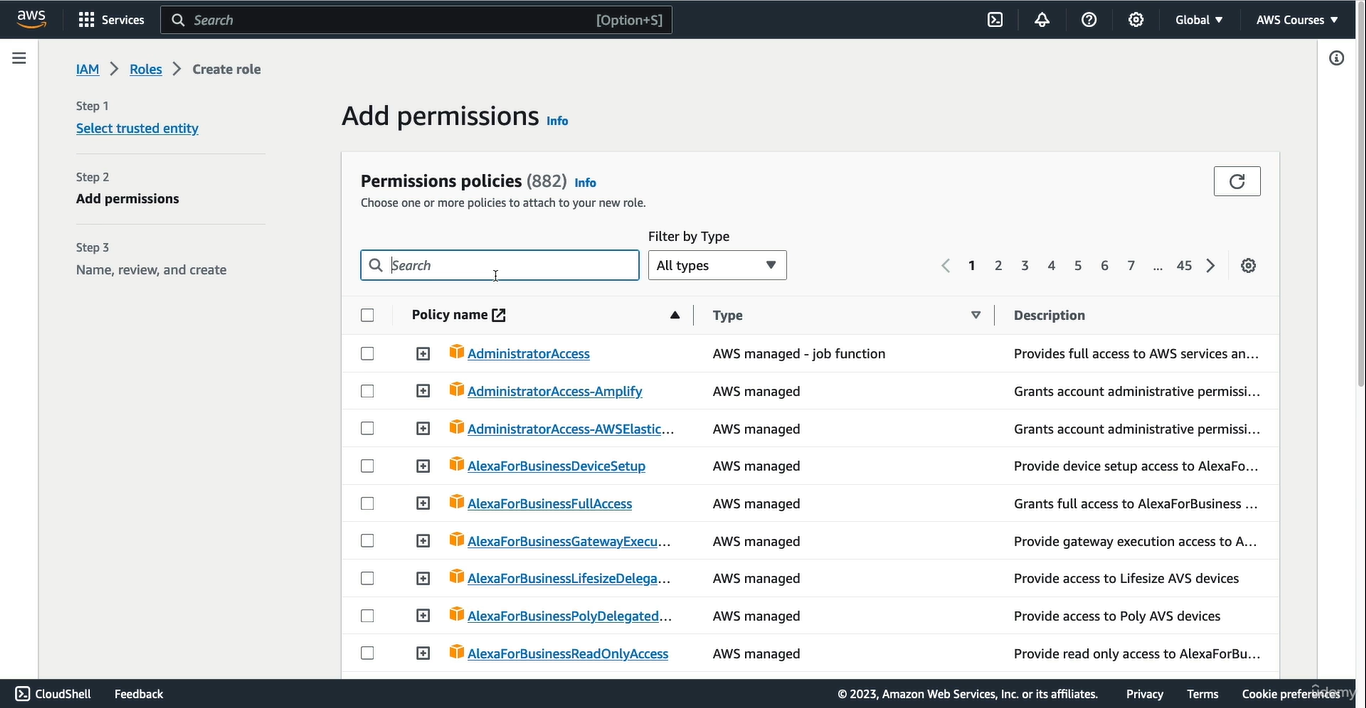 aws Services Search [Option+S] Global ▼ AWS Courses ▼
IAM > Roles > Create role
Step 1
Select trusted entity
Step 2
Add permissions
Step 3
Name, review, and create
Add permissions Info
Permissions policies (882) Info
Choose one or more policies to attach to your new role.
Filter by Type
Search All types 1 2 3 4 5 6 7 ... 45
Policy name Type Description
AdministratorAccess AWS managed - job function Provides full access to AWS services an...
AdministratorAccess-Amplify AWS managed Grants account administrative permissi...
AdministratorAccess-AWSElastic... AWS managed Grants account administrative permissi...
AlexaForBusinessDeviceSetup AWS managed Provide device setup access to AlexaFo...
AlexaForBusinessFullAccess AWS managed Grants full access to AlexaForBusiness ...
AlexaForBusinessGatewayExecu... AWS managed Provide gateway execution access to A...
AlexaForBusinessLifesizeDelega... AWS managed Provide access to Lifesize AVS devices
AlexaForBusinessPolyDelegated... AWS managed Provide access to Poly AVS devices
AlexaForBusinessReadOnlyAccess AWS managed Provide read only access to AlexaForBu...
CloudShell Feedback © 2023, Amazon Web Services, Inc. or its affiliates. Privacy Terms Cookie preferences
udemy